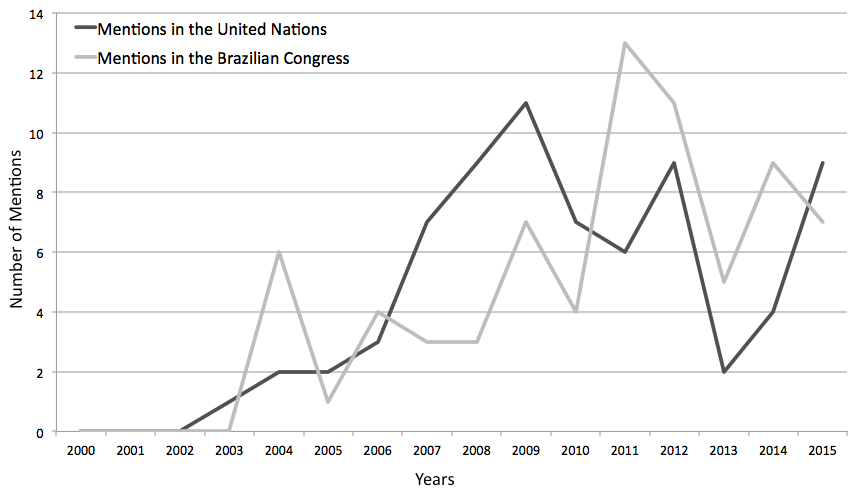 14
Mentions in the United Nations
Mentions in the Brazilian Congress
12
10
8
6
4
2
0
Number of Mentions
2000 2001 2002 2003 2004 2005 2006 2007 2008 2009 2010 2011 2012 2013 2014 2015
Years